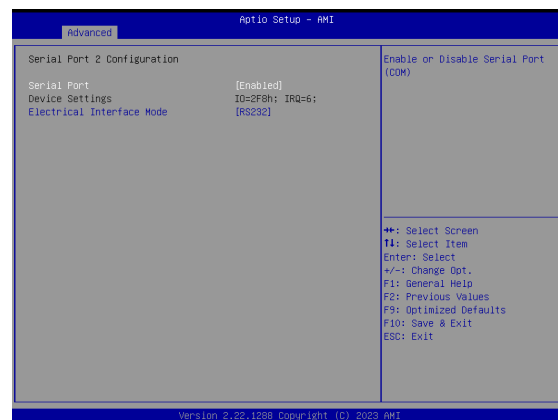 Aptio Setup - AMI
Advanced
Serial Port 2 Configuration
Serial Port [Enabled]
Device Settings IO=2F8h; IRQ=6;
Electrical Interface Mode [RS232]
Enable or Disable Serial Port
(COM)
→←: Select Screen
↑↓: Select Item
Enter: Select
+/-: Change Opt.
F1: General Help
F2: Previous Values
F9: Optimized Defaults
F10: Save & Exit
ESC: Exit
Version 2.22.1288 Copyright (C) 2023 AMI